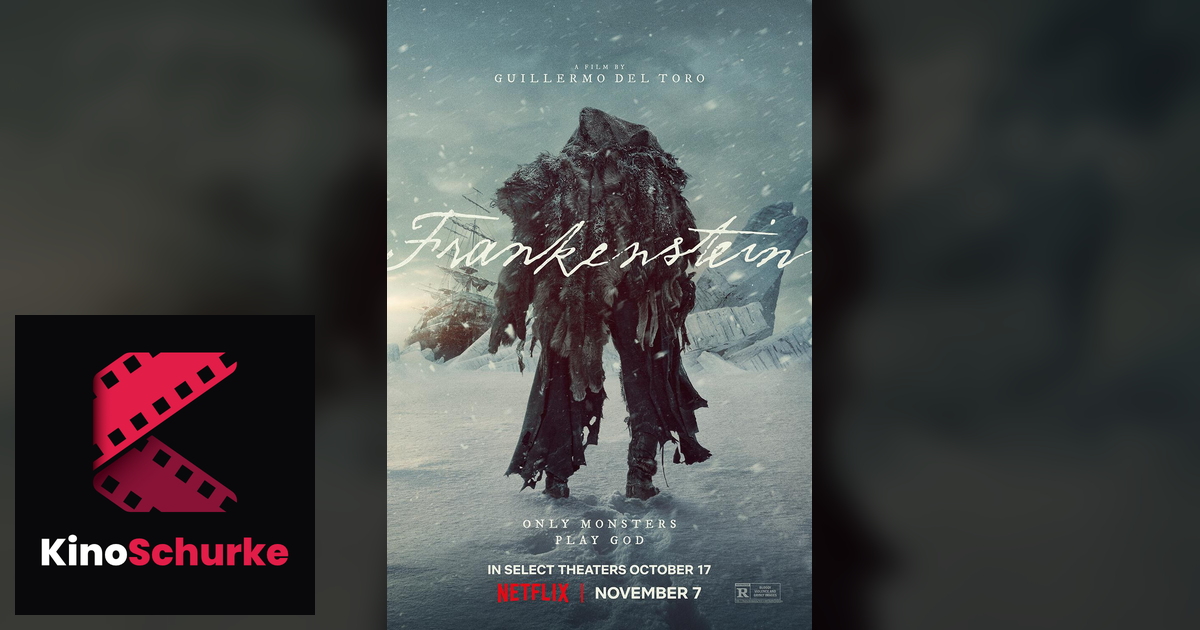 A FILM BY
GUILLERMO DEL TORO
Frankenstein
ONLY MONSTERS
PLAY GOD
IN SELECT THEATERS OCTOBER 17
NETFLIX | NOVEMBER 7
R
KinoSchurke